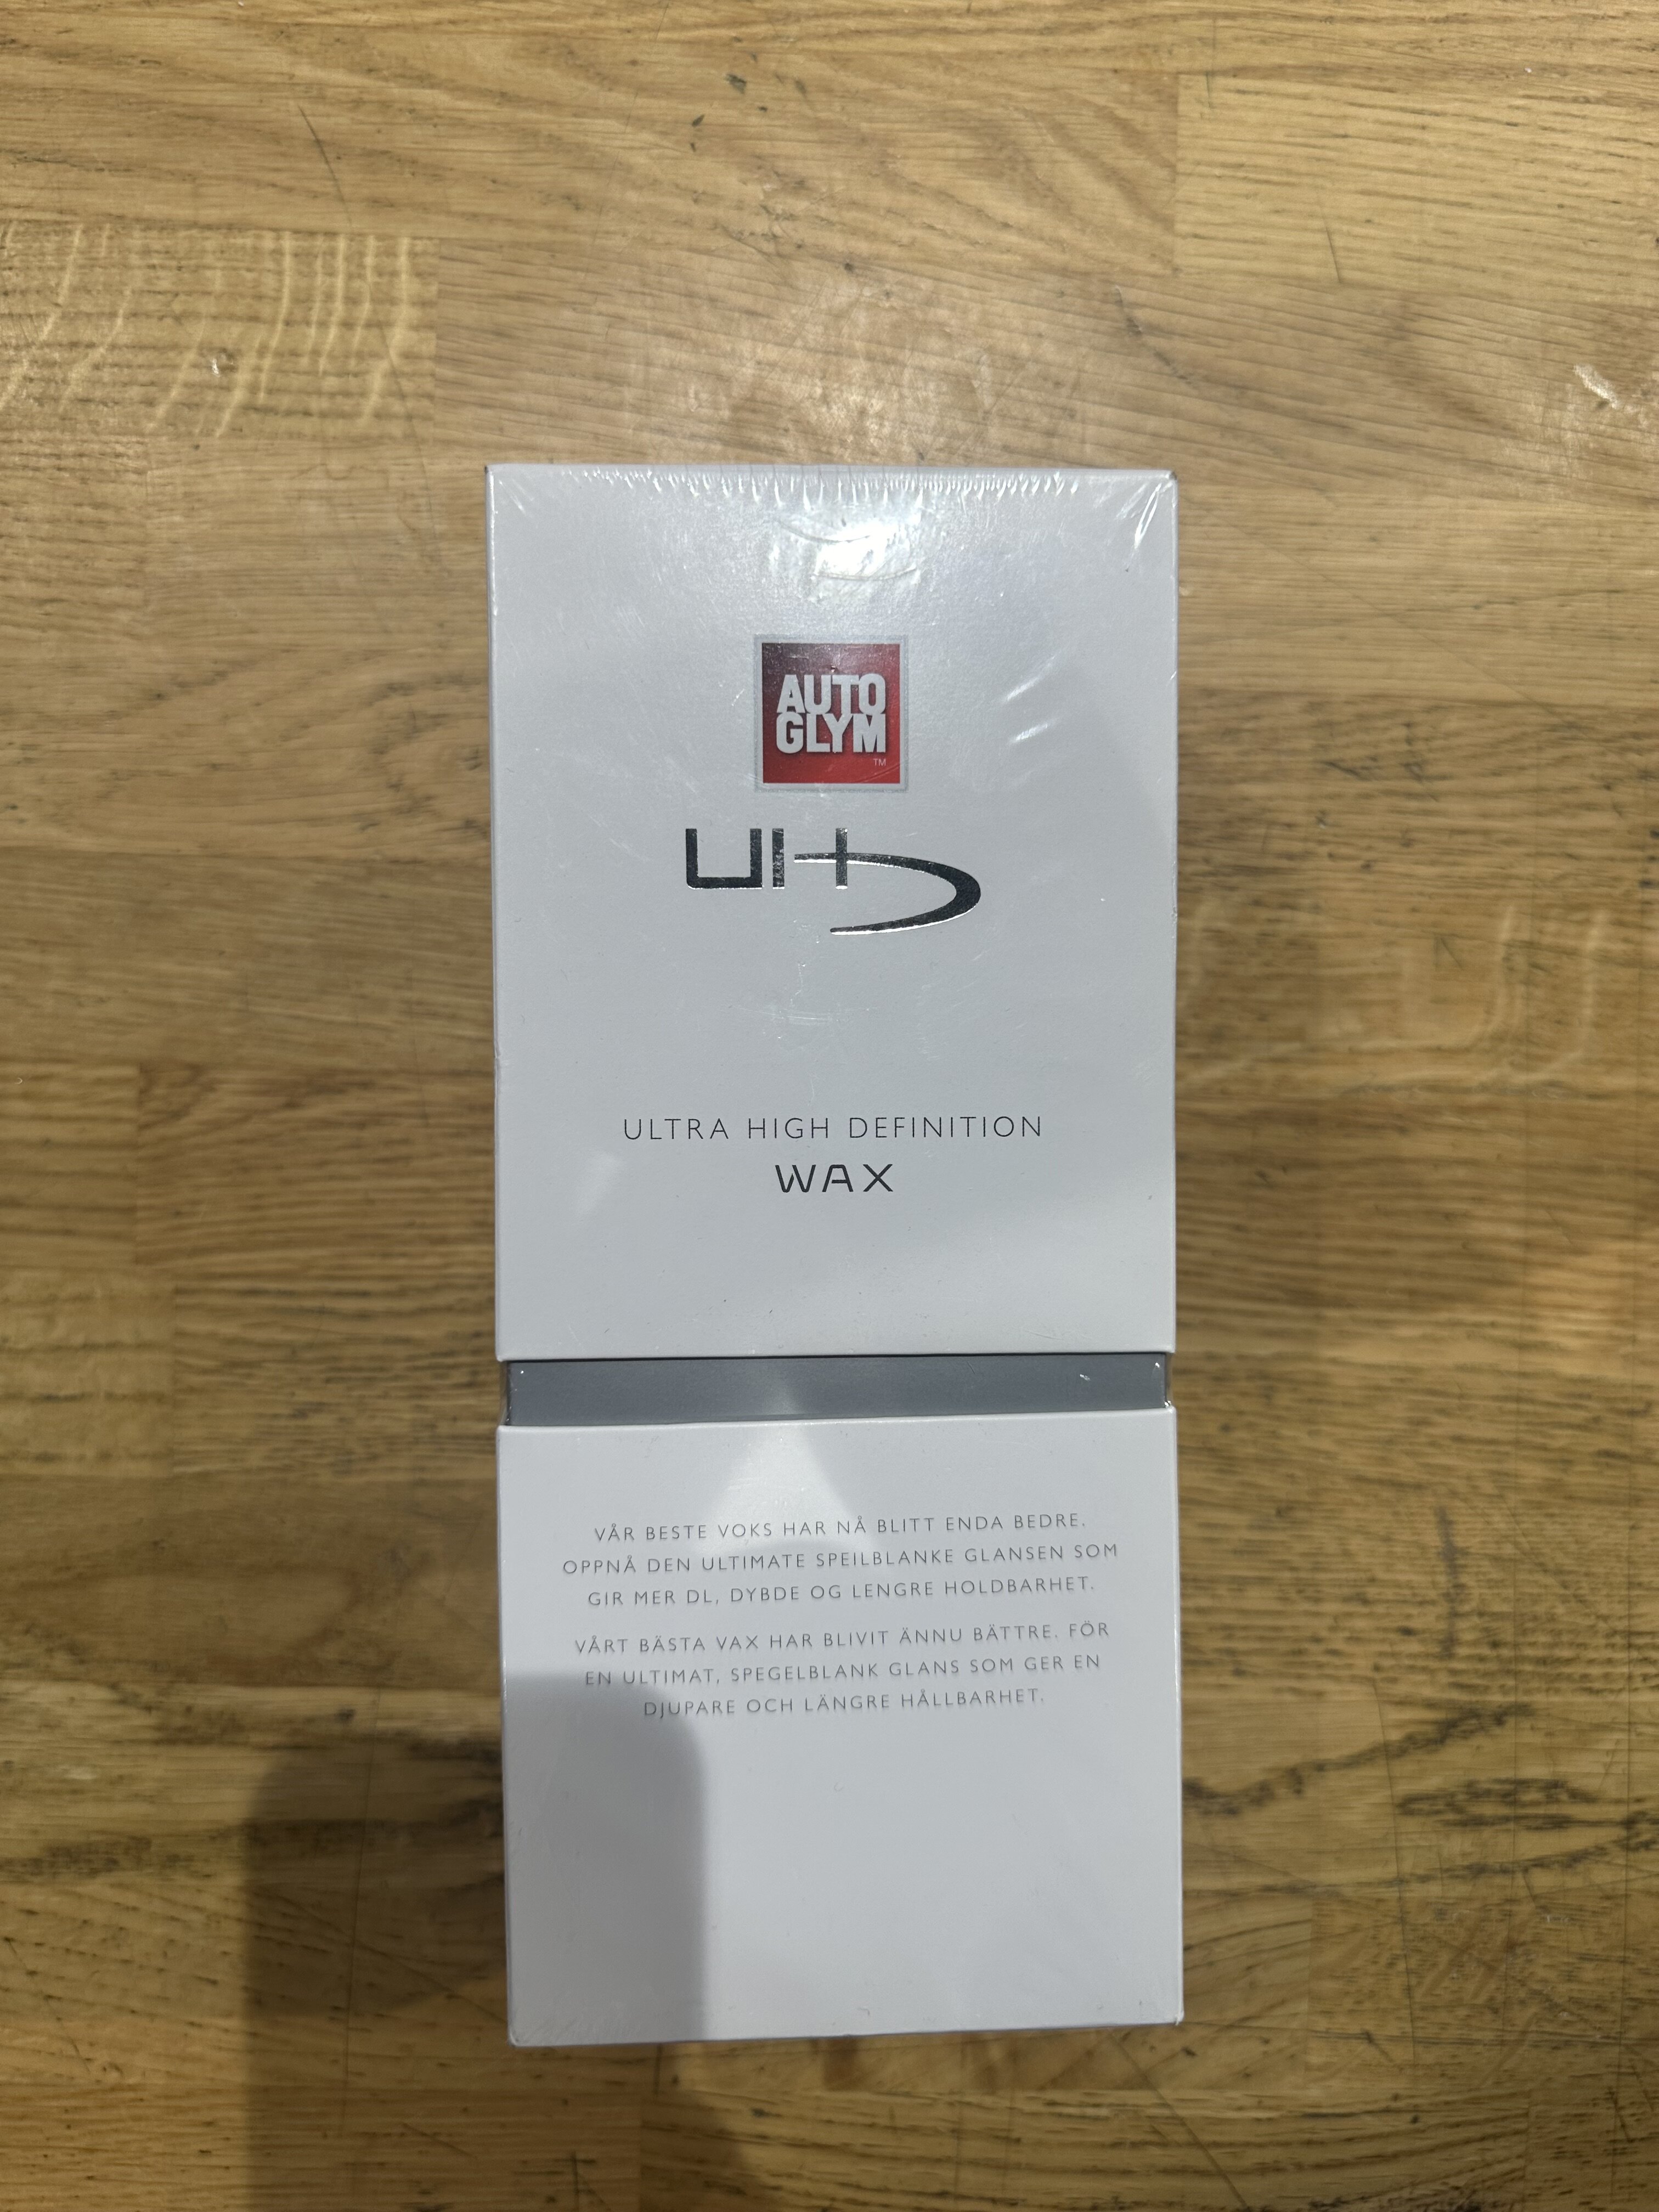 AUTO
GLYM
TM
UHD
ULTRA HIGH DEFINITION
WAX
VÅR BESTE VOKS HAR NÅ BLITT ENDA BEDRE.
OPPNÅ DEN ULTIMATE SPEILBLANKE GLANSEN SOM
GIR MER DL, DYBDE OG LENGRE HOLDBARHET.
VÅRT BÄSTA VAX HAR BLIVIT ÄNNU BÄTTRE. FÖR
EN ULTIMAT, SPEGELBLANK GLANS SOM GER EN
DJUPARE OCH LÄNGRE HÅLLBARHET.